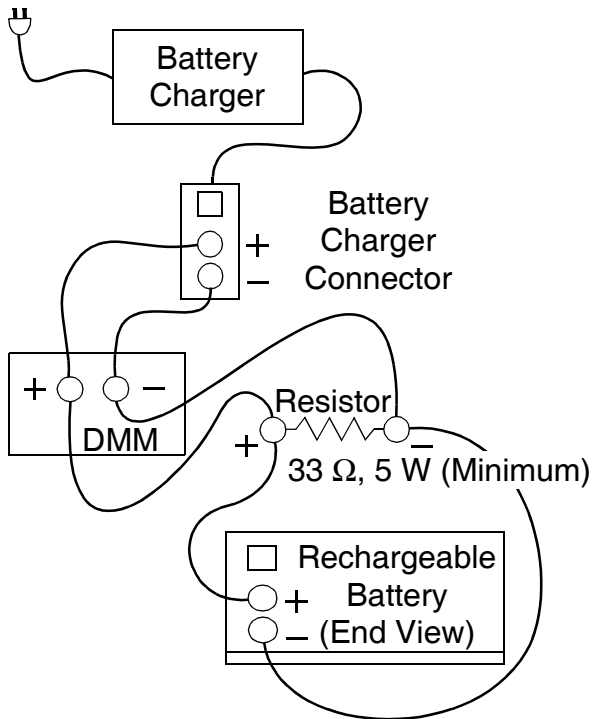 Battery
Charger
Battery
Charger
Connector
+
−
+ −
DMM
Resistor
+ −
33 Ω, 5 W (Minimum)
Rechargeable
+ Battery
− (End View)